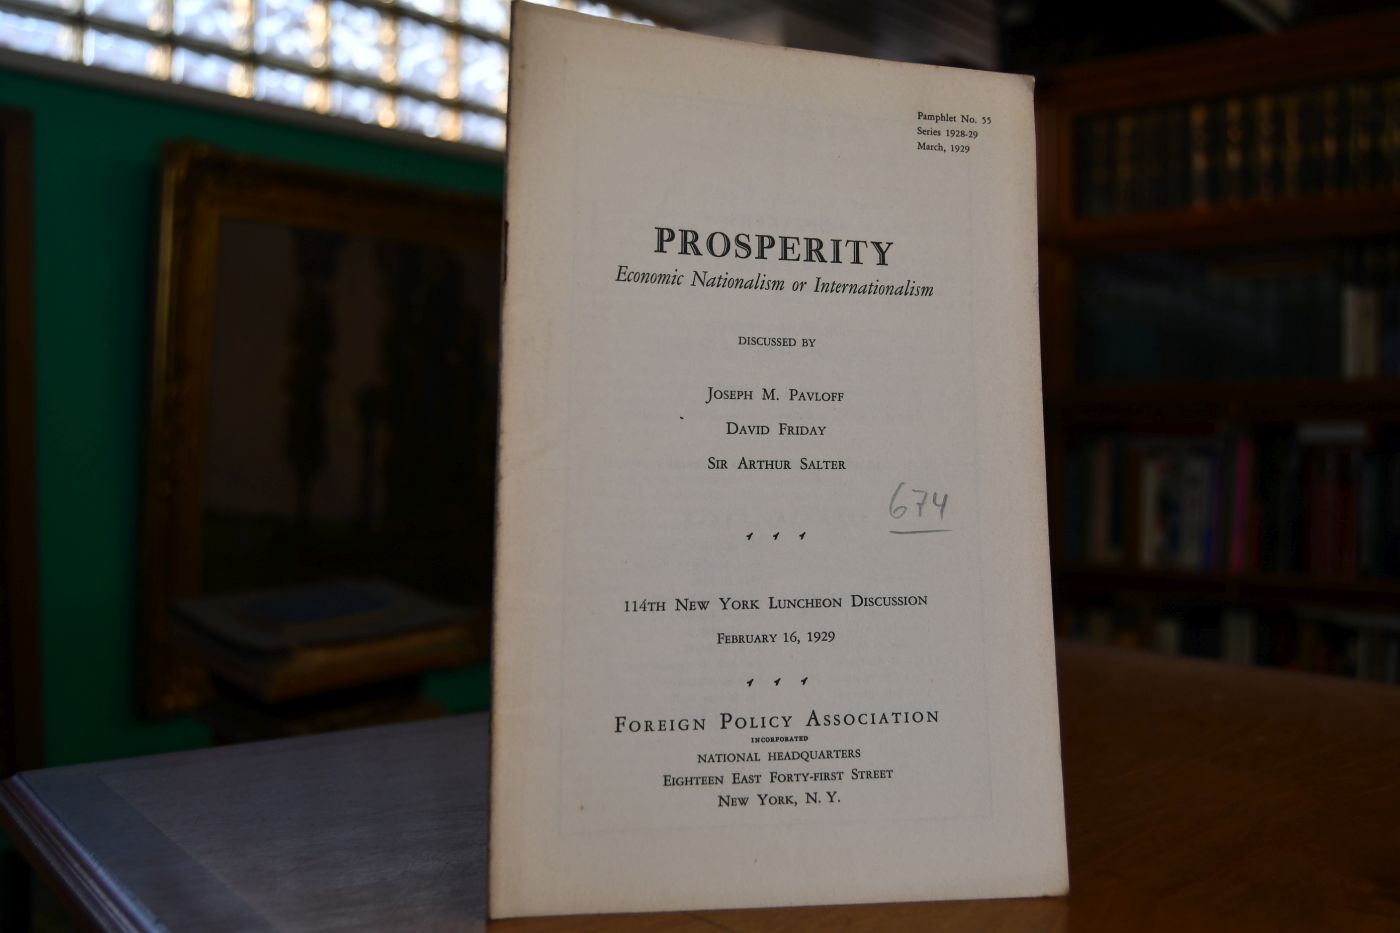 Pamphlet No. 55
Series 1928-29
March, 1929
PROSPERITY
Economic Nationalism or Internationalism
DISCUSSED BY
JOSEPH M. PAVLOFF
DAVID FRIDAY
SIR ARTHUR SALTER
674
114TH NEW YORK LUNCHEON DISCUSSION
FEBRUARY 16, 1929
FOREIGN POLICY ASSOCIATION
INCORPORATED
NATIONAL HEADQUARTERS
EIGHTEEN EAST FORTY-FIRST STREET
NEW YORK, N. Y.